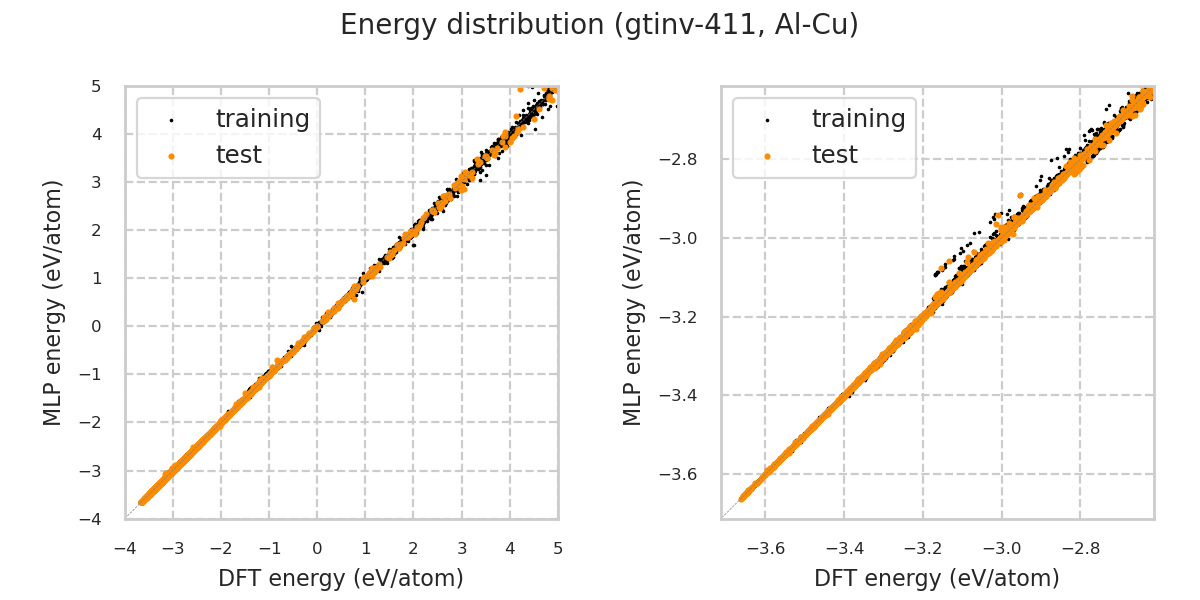 Energy distribution (gtinv-411, Al-Cu)
5
4
3
2
1
0
−1
−2
−3
−4
MLP energy (eV/atom)
training
test
−4 −3 −2 −1 0 1 2 3 4 5
DFT energy (eV/atom)
−2.8
−3.0
−3.2
−3.4
−3.6
MLP energy (eV/atom)
training
test
−3.6 −3.4 −3.2 −3.0 −2.8
DFT energy (eV/atom)